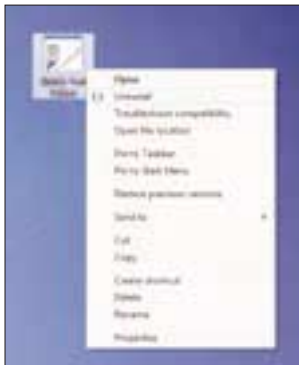 Open
Uninstall
Troubleshoot compatibility
Open file location
Pin to Taskbar
Pin to Start Menu
Restore previous versions
Send to
Cut
Copy
Create shortcut
Delete
Rename
Properties